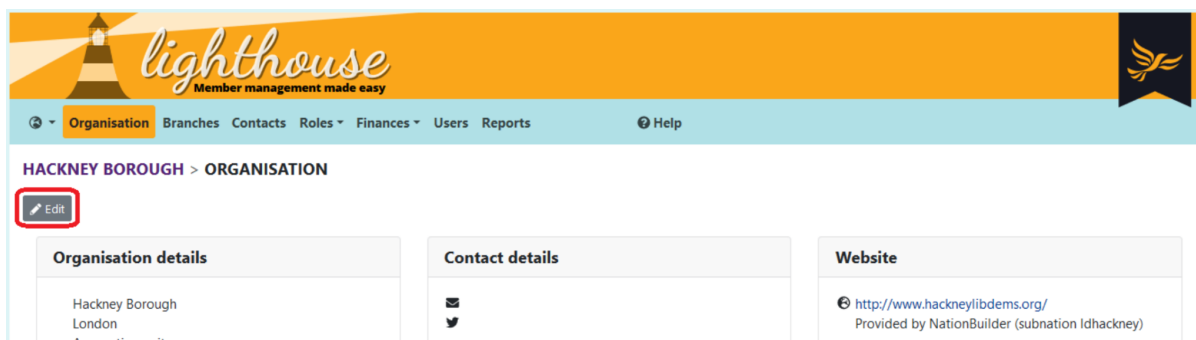 lighthouse
Member management made easy
Organisation Branches Contacts Roles Finances Users Reports Help
HACKNEY BOROUGH > ORGANISATION
Edit
Organisation details
Hackney Borough
London
Contact details
Website
http://www.hackneylibdems.org/
Provided by NationBuilder (subnation ldhackney)